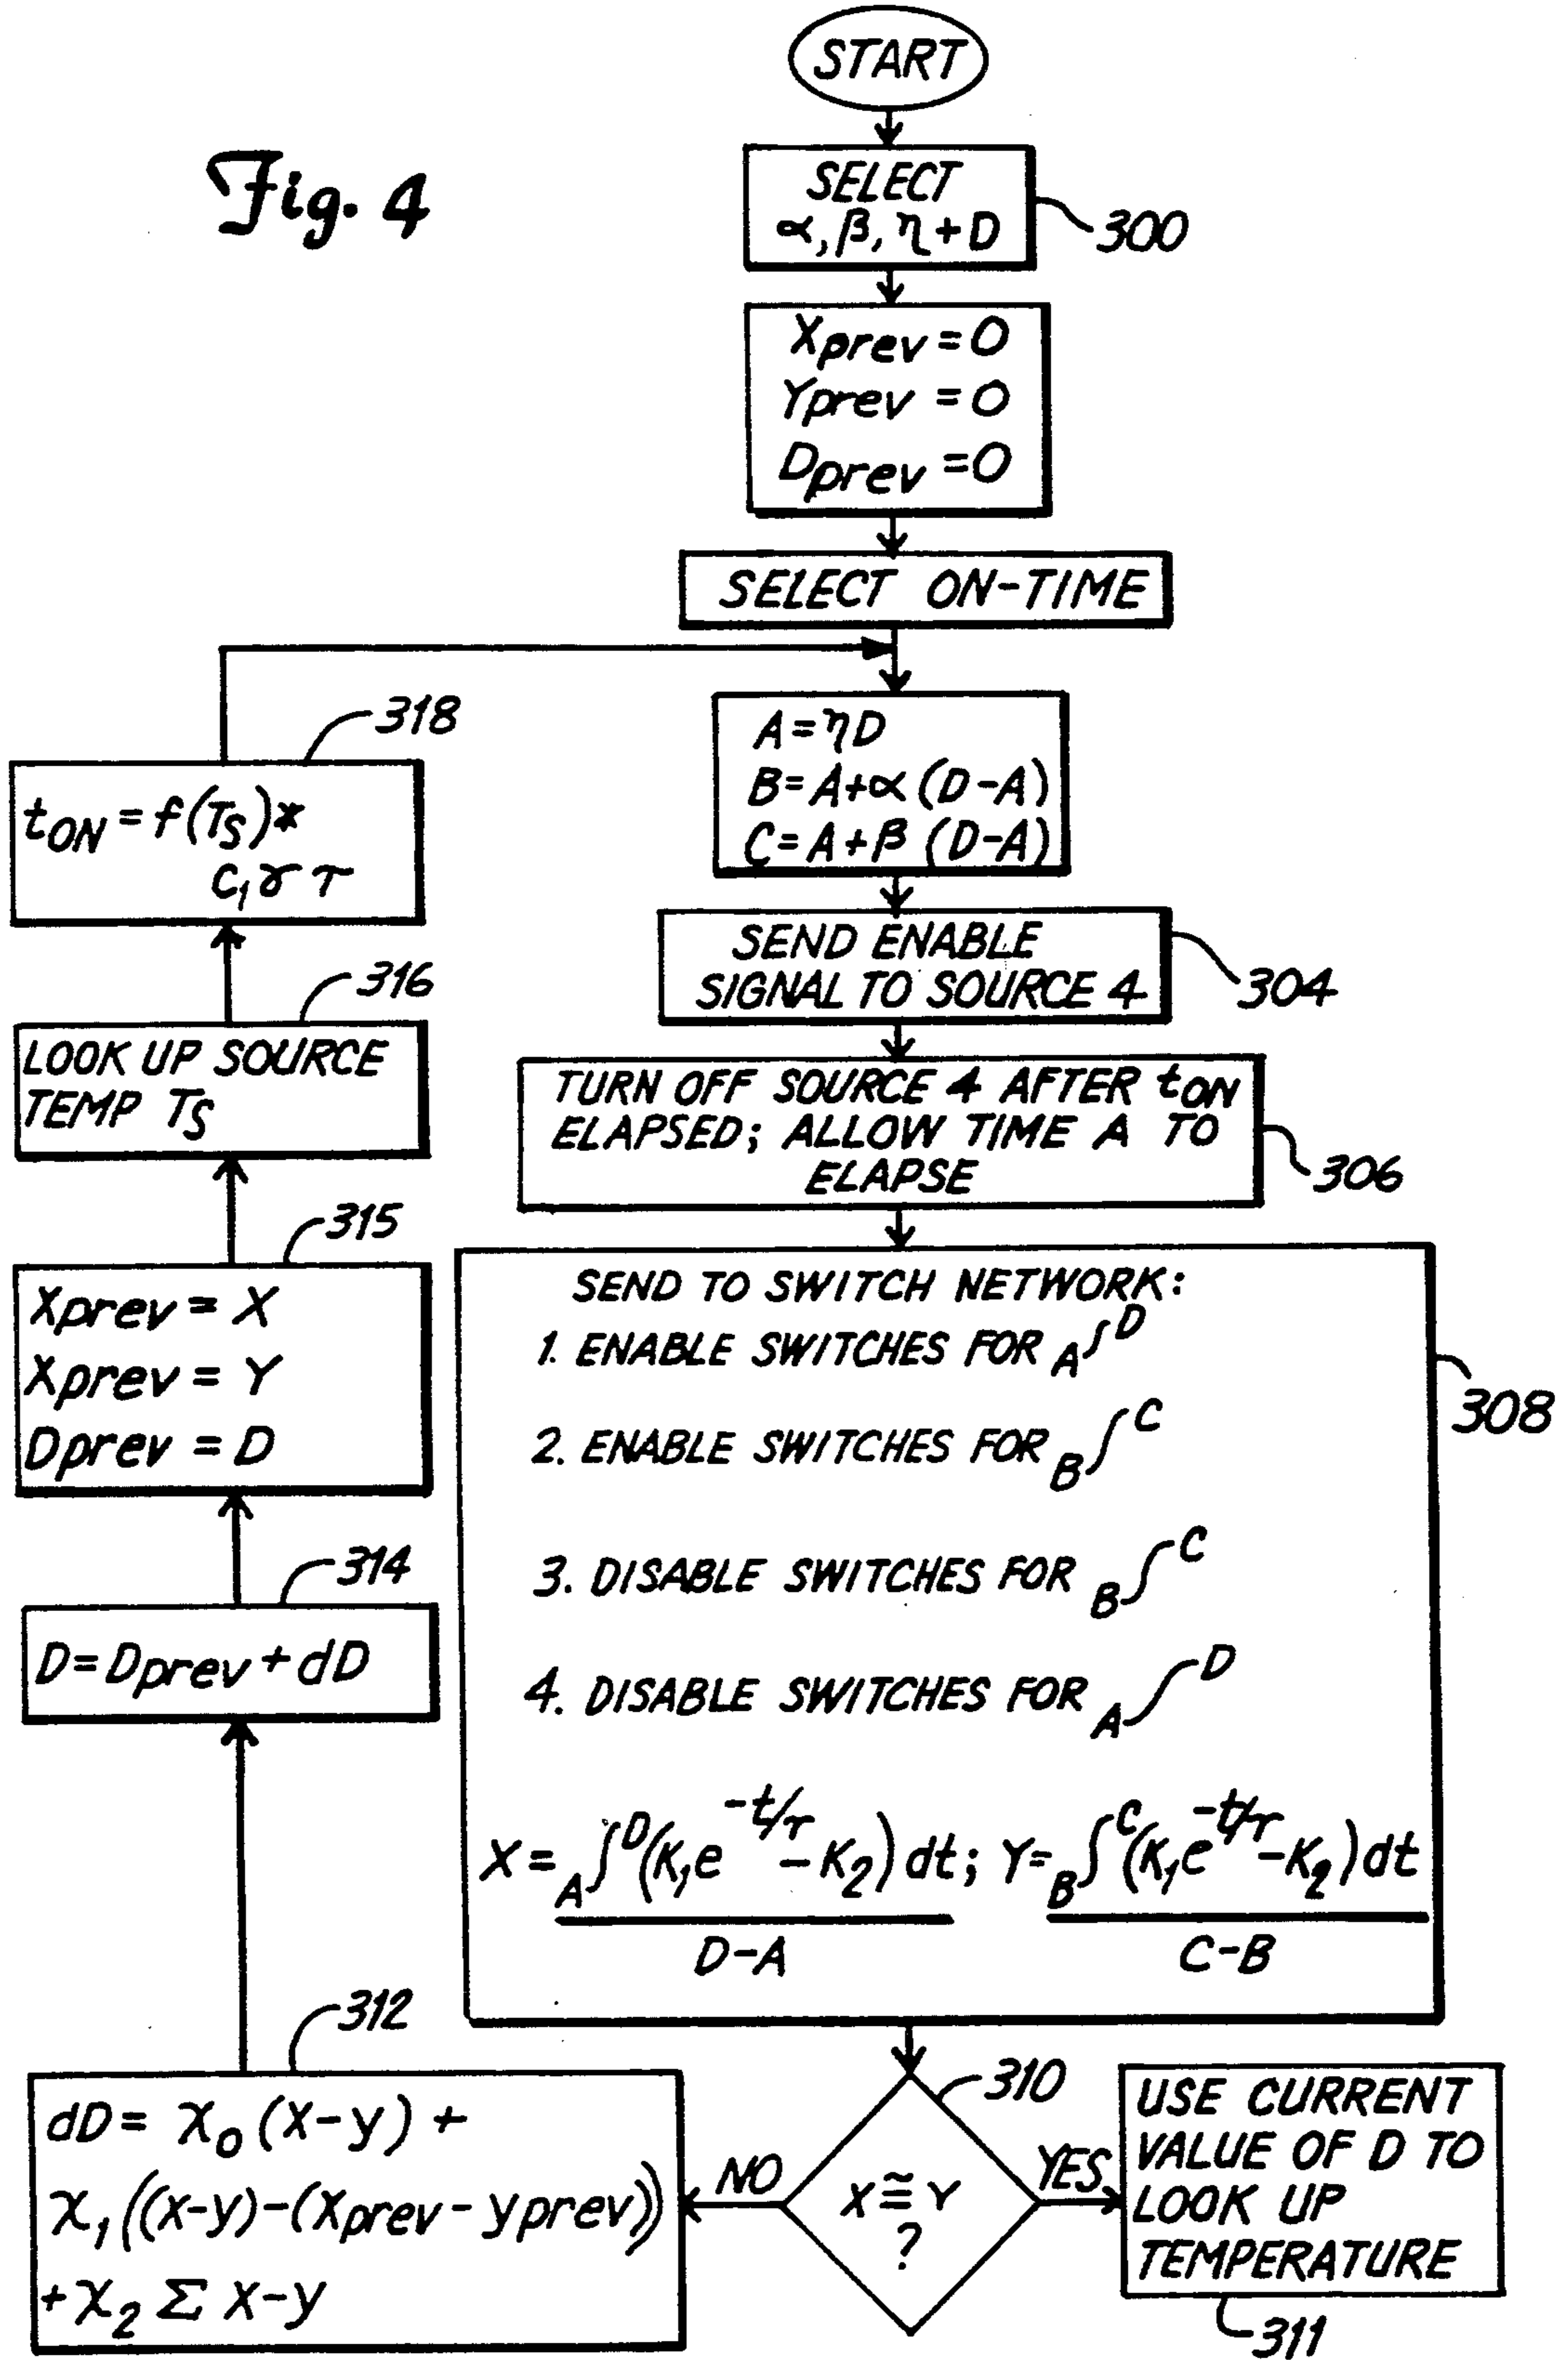 Fig. 4
START
SELECT
α, β, η + D
300
Xprev = 0
Yprev = 0
Dprev = 0
SELECT ON-TIME
A = ηD
B = A + α (D - A)
C = A + β (D - A)
SEND ENABLE
SIGNAL TO SOURCE 4
304
TURN OFF SOURCE 4 AFTER tON
ELAPSED; ALLOW TIME A TO
ELAPSE
306
SEND TO SWITCH NETWORK:
1. ENABLE SWITCHES FOR A∫D
2. ENABLE SWITCHES FOR B∫C
3. DISABLE SWITCHES FOR B∫C
4. DISABLE SWITCHES FOR A∫D
X = A∫D (K1e-t/τ - K2) dt; Y = B∫C (K1e-t/τ - K2) dt
D-A C-B
308
X ≅ Y
?
310
YES
NO
USE CURRENT
VALUE OF D TO
LOOK UP
TEMPERATURE
311
312
dD = χ0 (x-y) +
χ1 ((x-y)-(xprev - yprev))
+ χ2 Σ x-y
314
D = Dprev + dD
315
Xprev = X
Xprev = Y
Dprev = D
316
LOOK UP SOURCE
TEMP TS
318
tON = f(TS)*
C1 γ τ